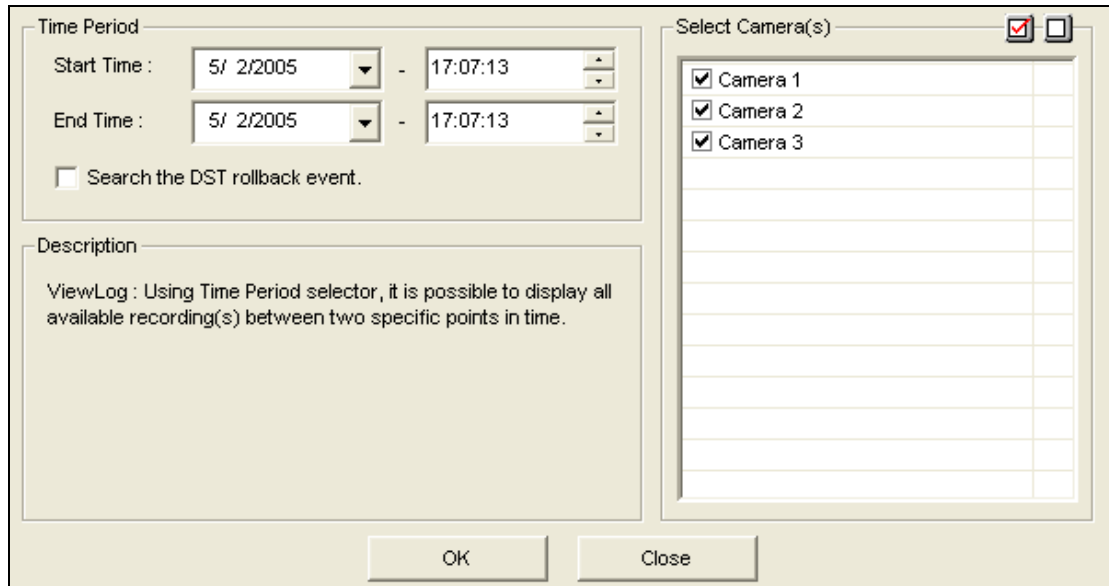 Time Period
Start Time :
5/ 2/2005
-
17:07:13
End Time :
5/ 2/2005
-
17:07:13
Search the DST rollback event.
Description
ViewLog : Using Time Period selector, it is possible to display all
available recording(s) between two specific points in time.
Select Camera(s)
Camera 1
Camera 2
Camera 3
OK
Close